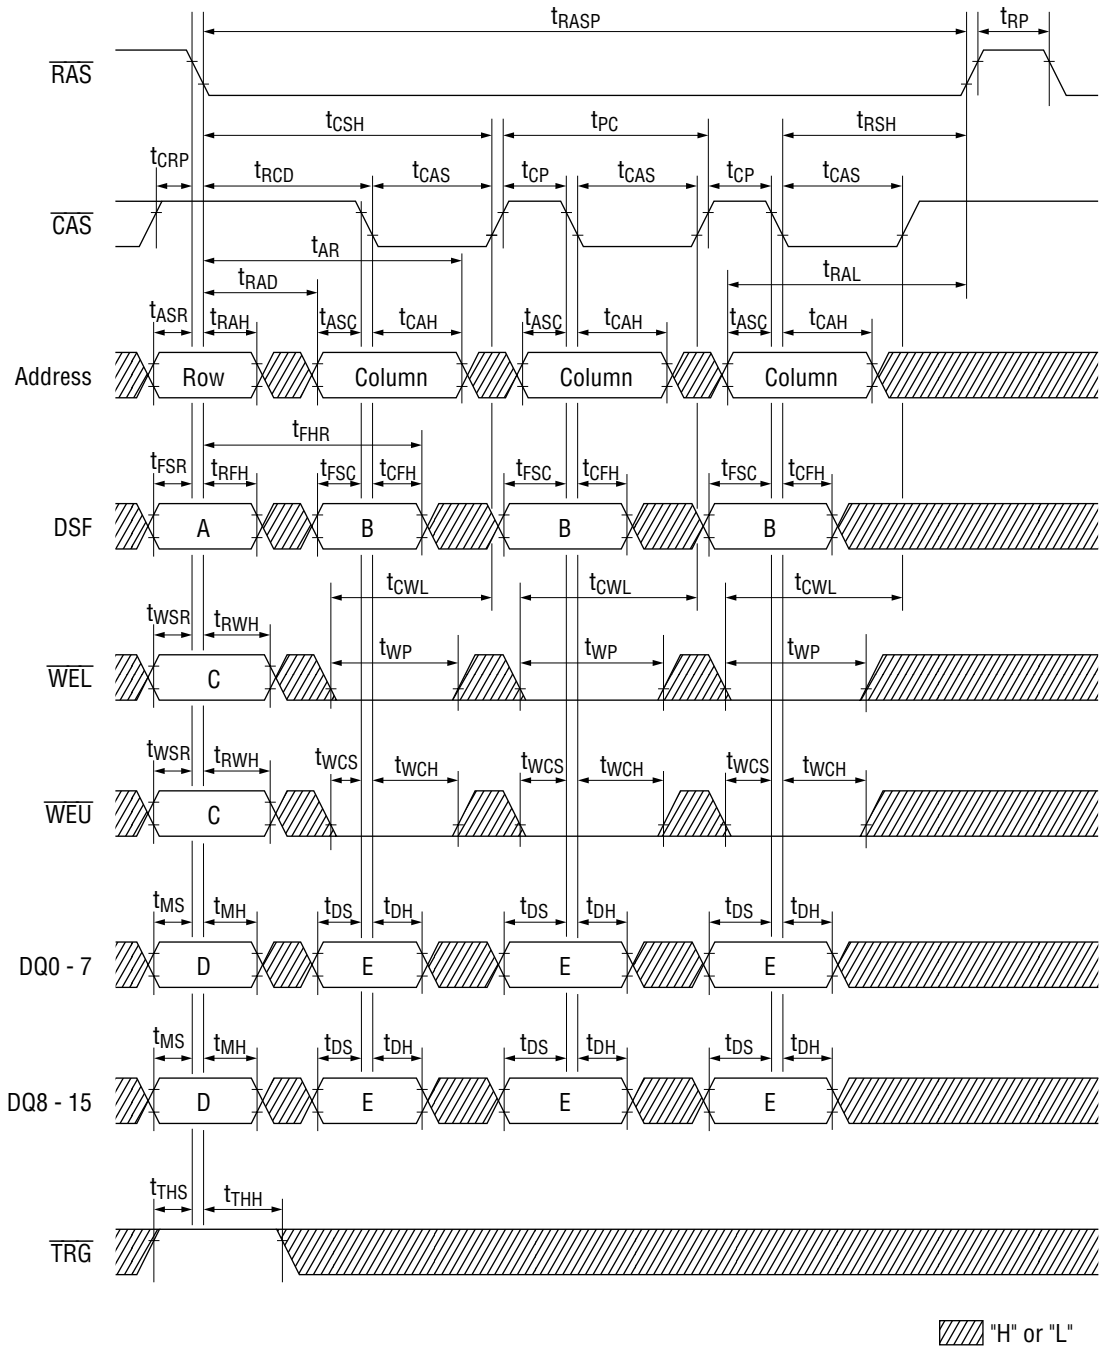 tRASP tRP
RAS
tCSH tPC tRSH
tCRP tRCD tCAS tCP tCAS tCP tCAS
CAS
tAR
tRAD tRAL
tASR tRAH tASC tCAH tASC tCAH tASC tCAH
Address Row Column Column Column
tFHR
tFSR tRFH tFSC tCFH tFSC tCFH tFSC tCFH
DSF A B B B
tCWL tCWL tCWL
tWSR tRWH tWP tWP tWP
WEL C
tWSR tRWH tWCS tWCH tWCS tWCH tWCS tWCH
WEU C
tMS tMH tDS tDH tDS tDH tDS tDH
DQ0 - 7 D E E E
tMS tMH tDS tDH tDS tDH tDS tDH
DQ8 - 15 D E E E
tTHS tTHH
TRG
"H" or "L"